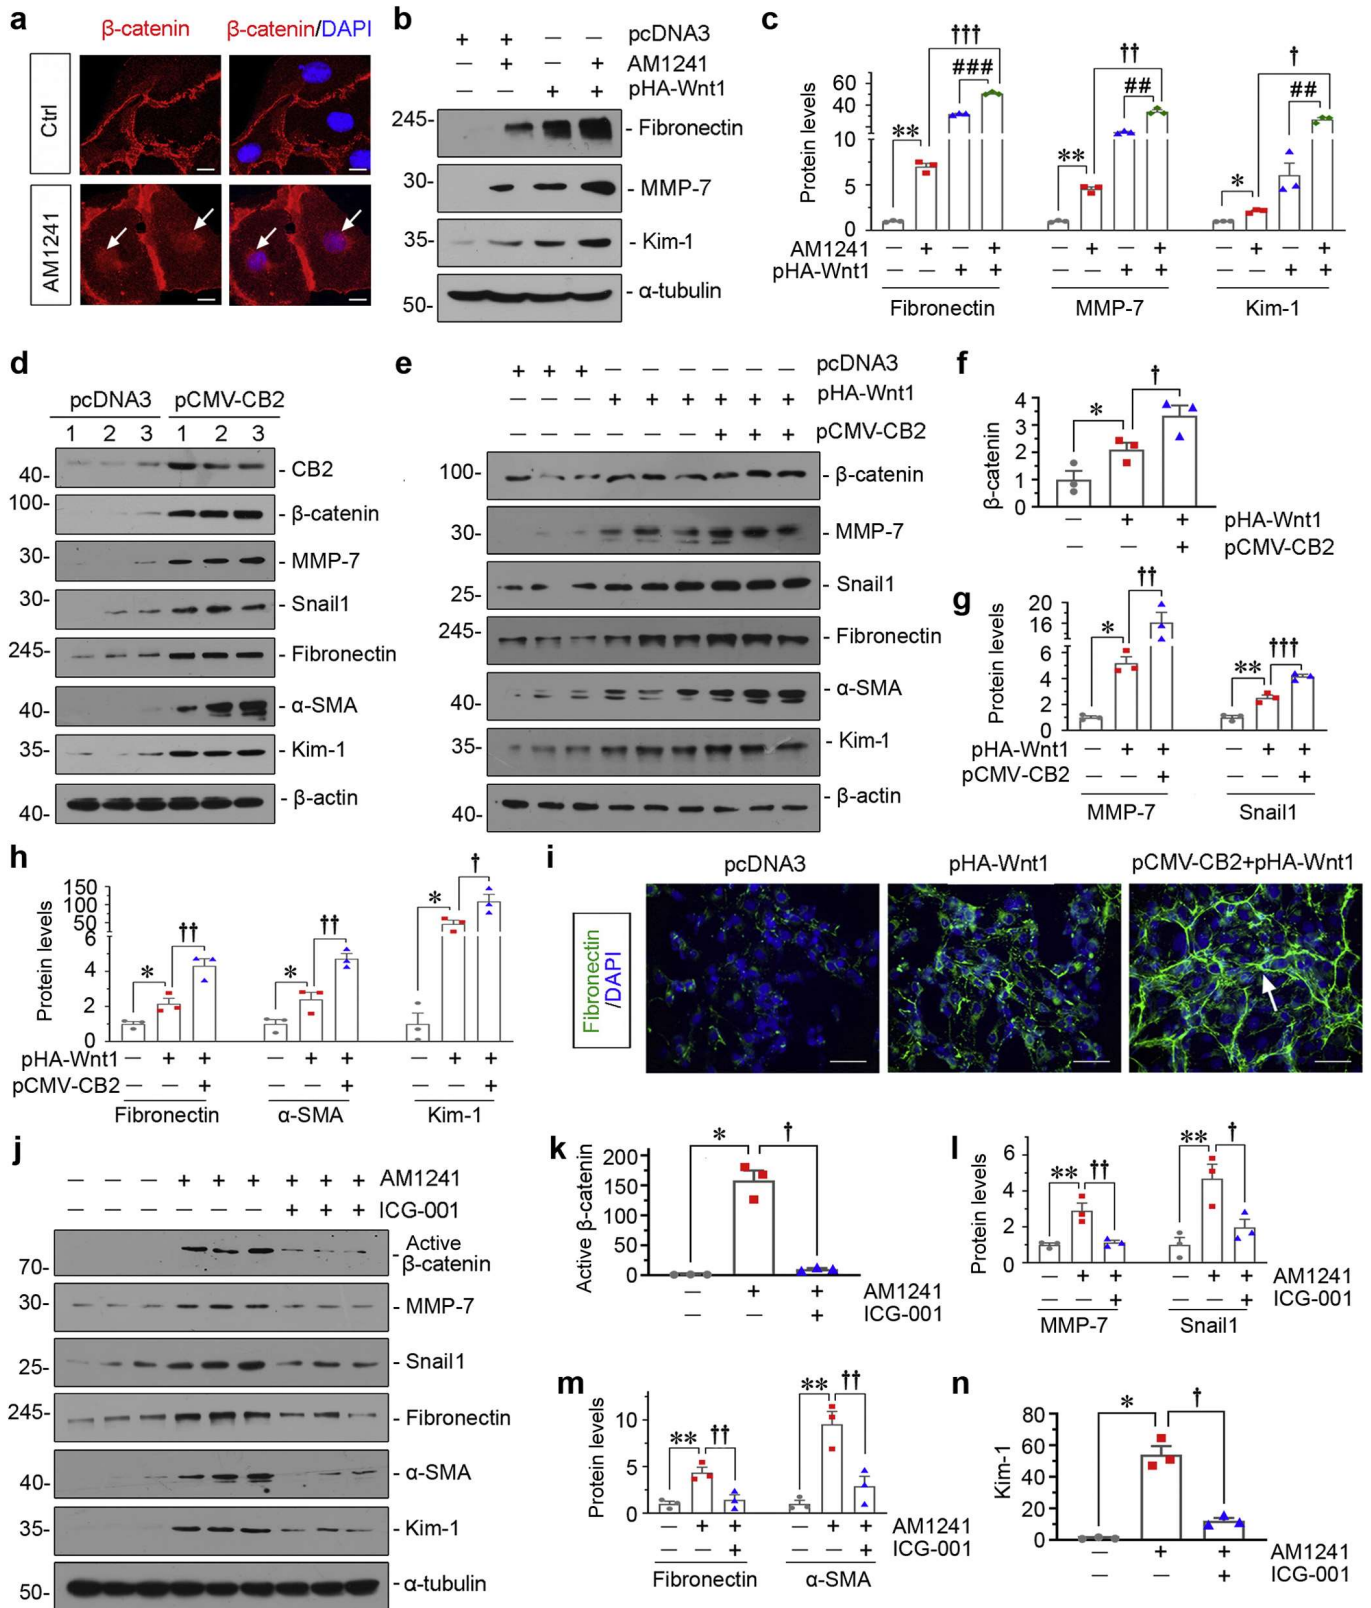 a
β-catenin β-catenin/DAPI
Ctrl
AM1241
b
+ + — — pcDNA3
— + — + AM1241
— — + + pHA-Wnt1
245- - Fibronectin
30- - MMP-7
35- - Kim-1
50- - α-tubulin
c
Protein levels
60
40
10
5
0
** ††† ###
** †† ##
* † ##
AM1241 — + — + — + — + — + — +
pHA-Wnt1 — — + + — — + + — — + +
Fibronectin MMP-7 Kim-1
d
pcDNA3 pCMV-CB2
1 2 3 1 2 3
40- - CB2
100- - β-catenin
30- - MMP-7
30- - Snail1
245- - Fibronectin
40- - α-SMA
35- - Kim-1
40- - β-actin
e
+ + + — — — — — — pcDNA3
— — — + + + + + + pHA-Wnt1
— — — — — — + + + pCMV-CB2
100- - β-catenin
30- - MMP-7
25- - Snail1
245- - Fibronectin
40- - α-SMA
35- - Kim-1
40- - β-actin
f
β-catenin
4
3
2
1
0
* †
— + + pHA-Wnt1
— — + pCMV-CB2
g
Protein levels
20
16
6
4
2
0
* ††
** †††
pHA-Wnt1 — + + — + +
pCMV-CB2 — — + — — +
MMP-7 Snail1
h
Protein levels
150
100
50
6
4
2
0
* ††
* ††
* †
pHA-Wnt1 — + + — + + — + +
pCMV-CB2 — — + — — + — — +
Fibronectin α-SMA Kim-1
i
pcDNA3 pHA-Wnt1 pCMV-CB2+pHA-Wnt1
Fibronectin
/DAPI
j
— — — + + + + + + AM1241
— — — — — — + + + ICG-001
70- - Active
β-catenin
30- - MMP-7
25- - Snail1
245- - Fibronectin
40- - α-SMA
35- - Kim-1
50- - α-tubulin
k
Active β-catenin
200
150
100
50
0
* †
— + + AM1241
— — + ICG-001
l
Protein levels
6
4
2
0
** ††
** †
— + + — + + AM1241
— — + — — + ICG-001
MMP-7 Snail1
m
Protein levels
10
5
0
** ††
** ††
— + + — + + AM1241
— — + — — + ICG-001
Fibronectin α-SMA
n
Kim-1
80
60
40
20
0
* †
— + + AM1241
— — + ICG-001